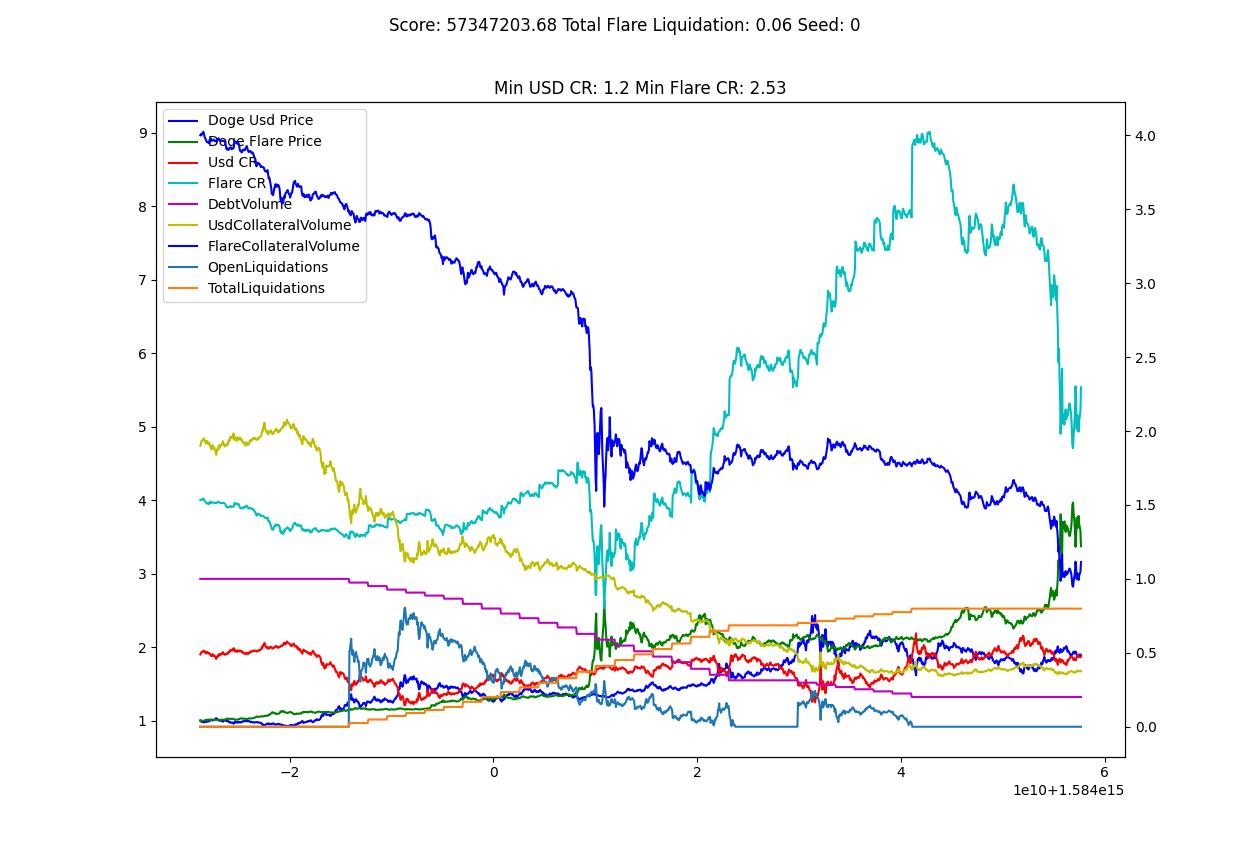 Score: 57347203.68 Total Flare Liquidation: 0.06 Seed: 0
Min USD CR: 1.2 Min Flare CR: 2.53
Doge Usd Price
Doge Flare Price
Usd CR
Flare CR
DebtVolume
UsdCollateralVolume
FlareCollateralVolume
OpenLiquidations
TotalLiquidations
9
8
7
6
5
4
3
2
1
4.0
3.5
3.0
2.5
2.0
1.5
1.0
0.5
0.0
−2 0 2 4 6
1e10+1.584e15